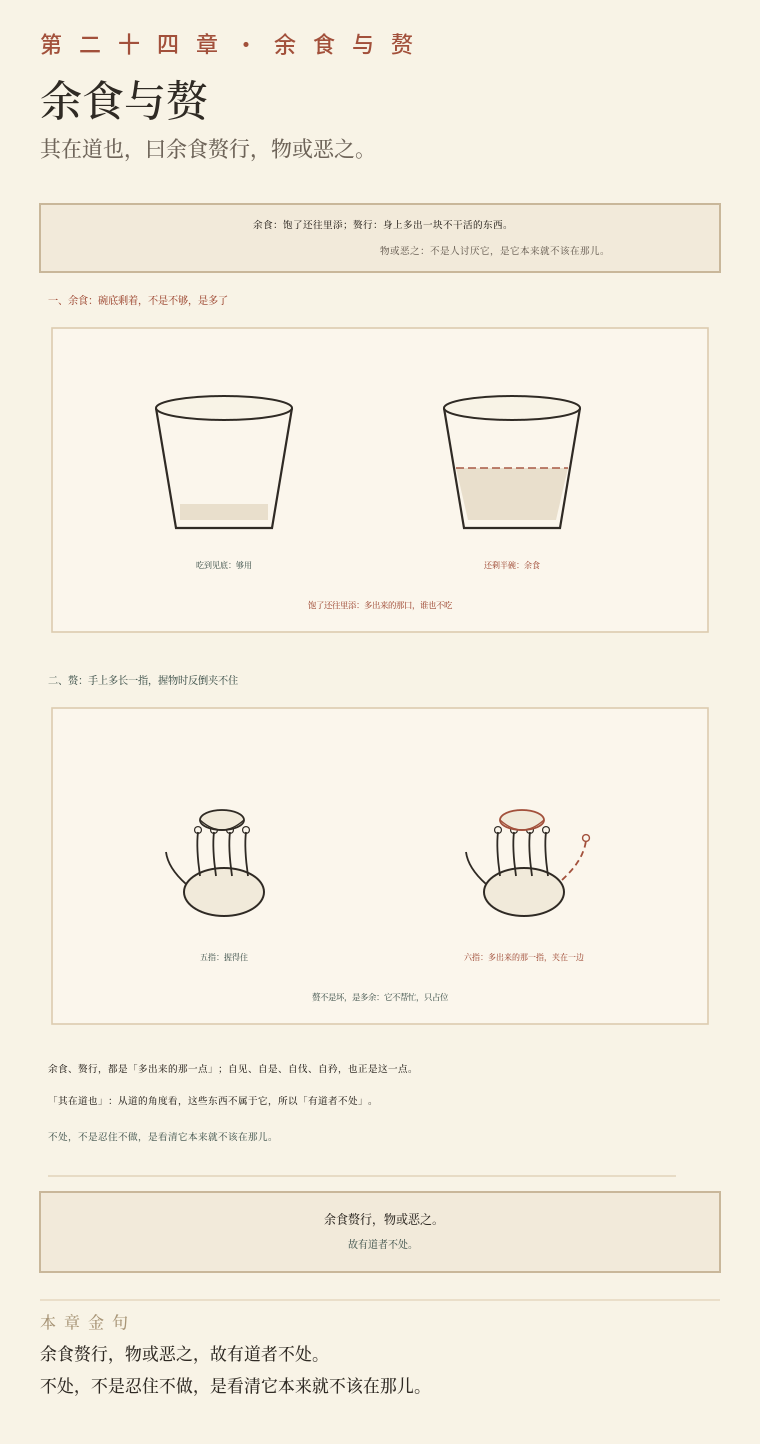 第二十四章·余食与赘
余食与赘
其在道也，曰余食赘行，物或恶之。
余食：饱了还往里添；赘行：身上多出一块不干活的东西。
物或恶之：不是人讨厌它，是它本来就不该在那儿。
一、余食：碗底剩着，不是不够，是多了
吃到见底：够用
还剩半碗：余食
饱了还往里添：多出来的那口，谁也不吃
二、赘：手上多长一指，握物时反倒夹不住
五指：握得住
六指：多出来的那一指，夹在一边
赘不是坏，是多余：它不帮忙，只占位
余食、赘行，都是「多出来的那一点」；自见、自是、自伐、自矜，也正是这一点。
「其在道也」：从道的角度看，这些东西不属于它，所以「有道者不处」。
不处，不是忍住不做，是看清它本来就不该在那儿。
余食赘行，物或恶之。
故有道者不处。
本章金句
余食赘行，物或恶之，故有道者不处。
不处，不是忍住不做，是看清它本来就不该在那儿。